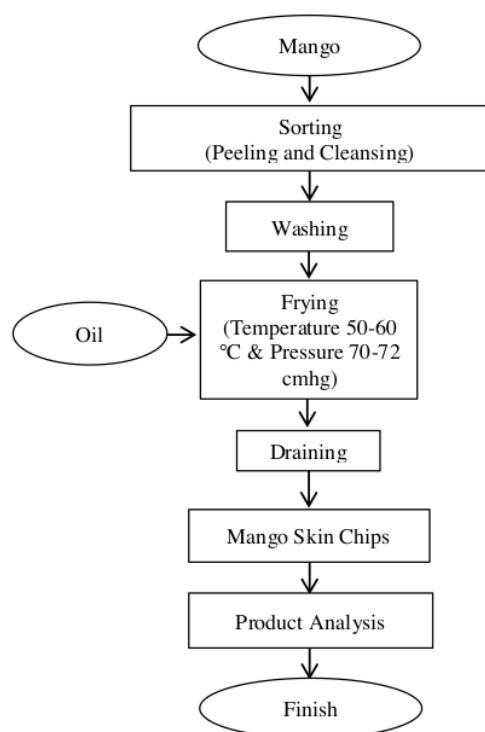 Mango
Sorting
(Peeling and Cleansing)
Washing
Frying
(Temperature 50-60
°C & Pressure 70-72
cmhg)
Oil
Draining
Mango Skin Chips
Product Analysis
Finish